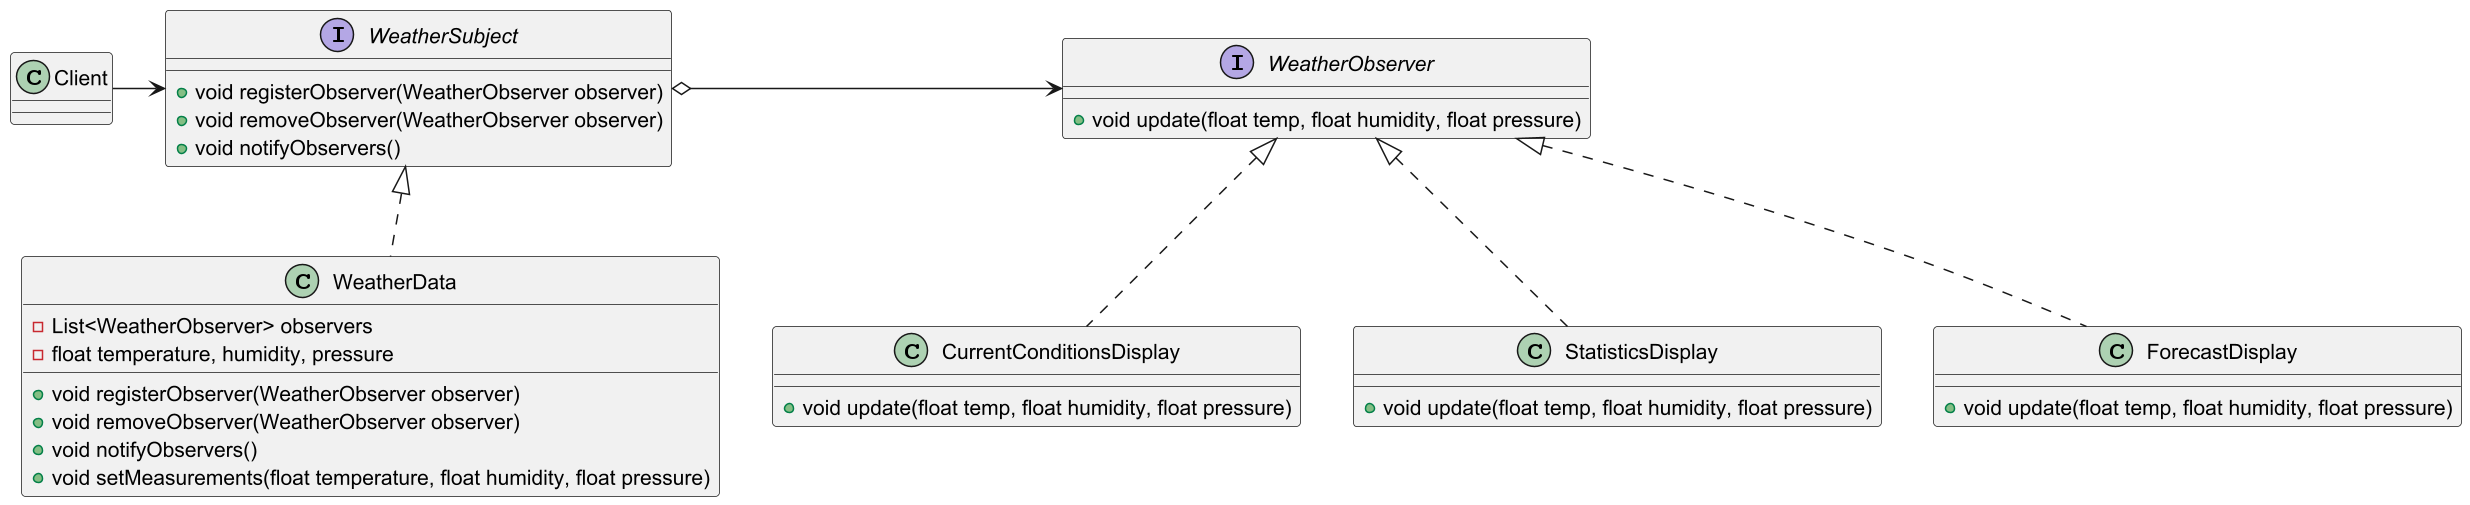 C Client
I WeatherSubject
void registerObserver(WeatherObserver observer)
void removeObserver(WeatherObserver observer)
void notifyObservers()
I WeatherObserver
void update(float temp, float humidity, float pressure)
C WeatherData
List<WeatherObserver> observers
float temperature, humidity, pressure
void registerObserver(WeatherObserver observer)
void removeObserver(WeatherObserver observer)
void notifyObservers()
void setMeasurements(float temperature, float humidity, float pressure)
C CurrentConditionsDisplay
void update(float temp, float humidity, float pressure)
C StatisticsDisplay
void update(float temp, float humidity, float pressure)
C ForecastDisplay
void update(float temp, float humidity, float pressure)